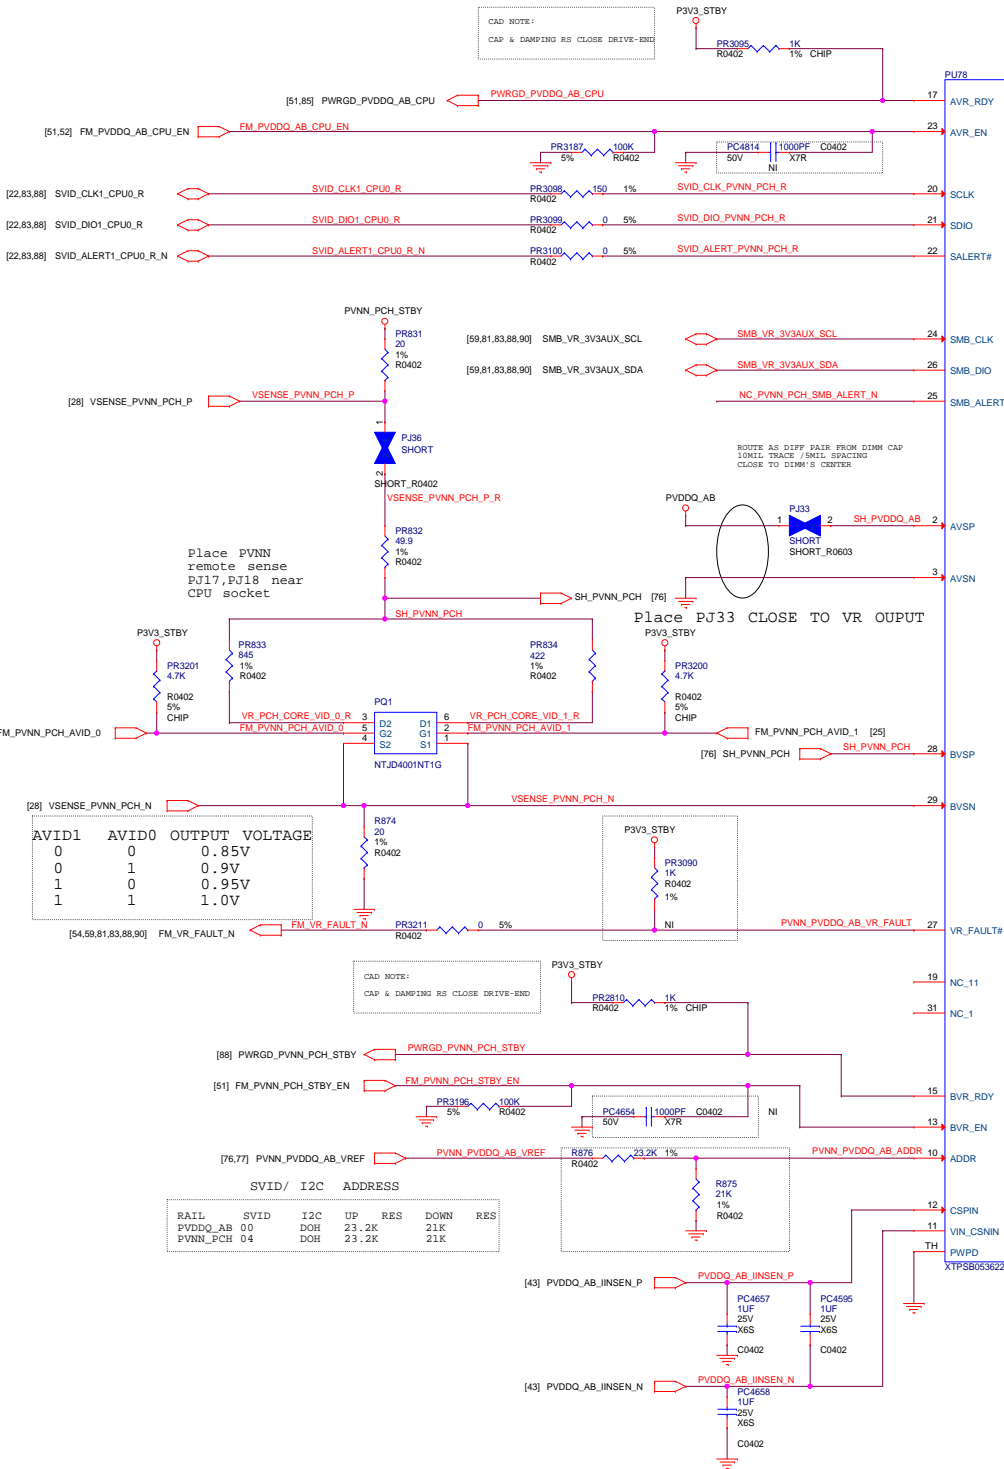 CAD NOTE:
CAP & DAMPING RS CLOSE DRIVE-END
P3V3_STBY
PR3095 1K
R0402 1% CHIP
PU78
[51,85] PWRGD_PVDDQ_AB_CPU PWRGD_PVDDQ_AB_CPU 17 AVR_RDY
[51,52] FM_PVDDQ_AB_CPU_EN FM_PVDDQ_AB_CPU_EN 23 AVR_EN
PR3187 100K
5% R0402
PC4814 1000PF C0402
50V X7R
NI
[22,83,88] SVID_CLK1_CPU0_R SVID_CLK1_CPU0_R PR3098 150 1% SVID_CLK_PVNN_PCH_R 20 SCLK
R0402
[22,83,88] SVID_DIO1_CPU0_R SVID_DIO1_CPU0_R PR3099 0 5% SVID_DIO_PVNN_PCH_R 21 SDIO
R0402
[22,83,88] SVID_ALERT1_CPU0_R_N SVID_ALERT1_CPU0_R_N PR3100 0 5% SVID_ALERT_PVNN_PCH_R 22 SALERT#
R0402
PVNN_PCH_STBY
PR831
20
1%
R0402
[59,81,83,88,90] SMB_VR_3V3AUX_SCL SMB_VR_3V3AUX_SCL 24 SMB_CLK
[59,81,83,88,90] SMB_VR_3V3AUX_SDA SMB_VR_3V3AUX_SDA 26 SMB_DIO
NC_PVNN_PCH_SMB_ALERT_N 25 SMB_ALERT
[28] VSENSE_PVNN_PCH_P VSENSE_PVNN_PCH_P
1
PJ36
SHORT
2
SHORT_R0402
VSENSE_PVNN_PCH_P_R
ROUTE AS DIFF PAIR FROM DIMM CAP
10MIL TRACE /5MIL SPACING
CLOSE TO DIMM'S CENTER
PVDDQ_AB
PJ33
1 2 SH_PVDDQ_AB 2 AVSP
SHORT
SHORT_R0603
3 AVSN
PR832
49.9
1%
R0402
Place PVNN
remote sense
PJ17,PJ18 near
CPU socket
SH_PVNN_PCH [76]
SH_PVNN_PCH
Place PJ33 CLOSE TO VR OUPUT
P3V3_STBY
PR3201
4.7K
R0402
5%
CHIP
PR833
845
1%
R0402
PR834
422
1%
R0402
P3V3_STBY
PR3200
4.7K
R0402
5%
CHIP
PQ1
VR_PCH_CORE_VID_0_R 3 D2 D1 6 VR_PCH_CORE_VID_1_R
FM_PVNN_PCH_AVID_0 FM_PVNN_PCH_AVID_0 5 G2 G1 2 FM_PVNN_PCH_AVID_1 FM_PVNN_PCH_AVID_1 [25]
4 S2 S1 1
NTJD4001NT1G
[76] SH_PVNN_PCH SH_PVNN_PCH 28 BVSP
[28] VSENSE_PVNN_PCH_N VSENSE_PVNN_PCH_N 29 BVSN
R874
20
1%
R0402
AVID1 AVID0 OUTPUT VOLTAGE
0 0 0.85V
0 1 0.9V
1 0 0.95V
1 1 1.0V
P3V3_STBY
PR3090
1K
R0402
1%
NI
[54,59,81,83,88,90] FM_VR_FAULT_N FM_VR_FAULT_N PR3211 0 5% PVNN_PVDDQ_AB_VR_FAULT 27 VR_FAULT#
R0402
CAD NOTE:
CAP & DAMPING RS CLOSE DRIVE-END
P3V3_STBY
PR2810 1K
R0402 1% CHIP
19 NC_11
31 NC_1
[88] PWRGD_PVNN_PCH_STBY PWRGD_PVNN_PCH_STBY 15 BVR_RDY
[51] FM_PVNN_PCH_STBY_EN FM_PVNN_PCH_STBY_EN 13 BVR_EN
PR3196 100K
5% R0402
PC4654 1000PF C0402
50V X7R
NI
[76,77] PVNN_PVDDQ_AB_VREF PVNN_PVDDQ_AB_VREF R876 23.2K 1% PVNN_PVDDQ_AB_ADDR 10 ADDR
R0402
R875
21K
1%
R0402
SVID/ I2C ADDRESS
RAIL SVID I2C UP RES DOWN RES
PVDDQ_AB 00 DOH 23.2K 21K
PVNN_PCH 04 DOH 23.2K 21K
12 CSPIN
11 VIN_CSNIN
TH PWPD
XTPSB053622
[43] PVDDQ_AB_IINSEN_P PVDDQ_AB_IINSEN_P
PC4657
1UF
25V
X6S
C0402
PC4595
1UF
25V
X6S
C0402
[43] PVDDQ_AB_IINSEN_N PVDDQ_AB_IINSEN_N
PC4658
1UF
25V
X6S
C0402